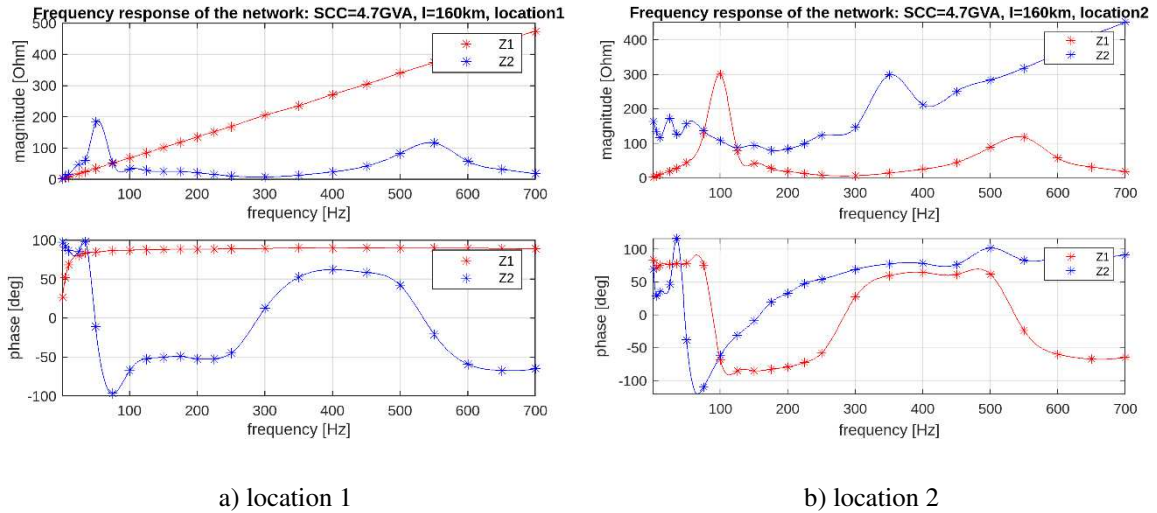 Frequency response of the network: SCC=4.7GVA, l=160km, location1
magnitude [Ohm]
500
400
300
200
100
0
Z1
Z2
100 200 300 400 500 600 700
frequency [Hz]
phase [deg]
100
50
0
-50
-100
Z1
Z2
100 200 300 400 500 600 700
frequency [Hz]
a) location 1
Frequency response of the network: SCC=4.7GVA, l=160km, location2
magnitude [Ohm]
400
300
200
100
0
Z1
Z2
100 200 300 400 500 600 700
frequency [Hz]
phase [deg]
100
50
0
-50
-100
Z1
Z2
100 200 300 400 500 600 700
frequency [Hz]
b) location 2